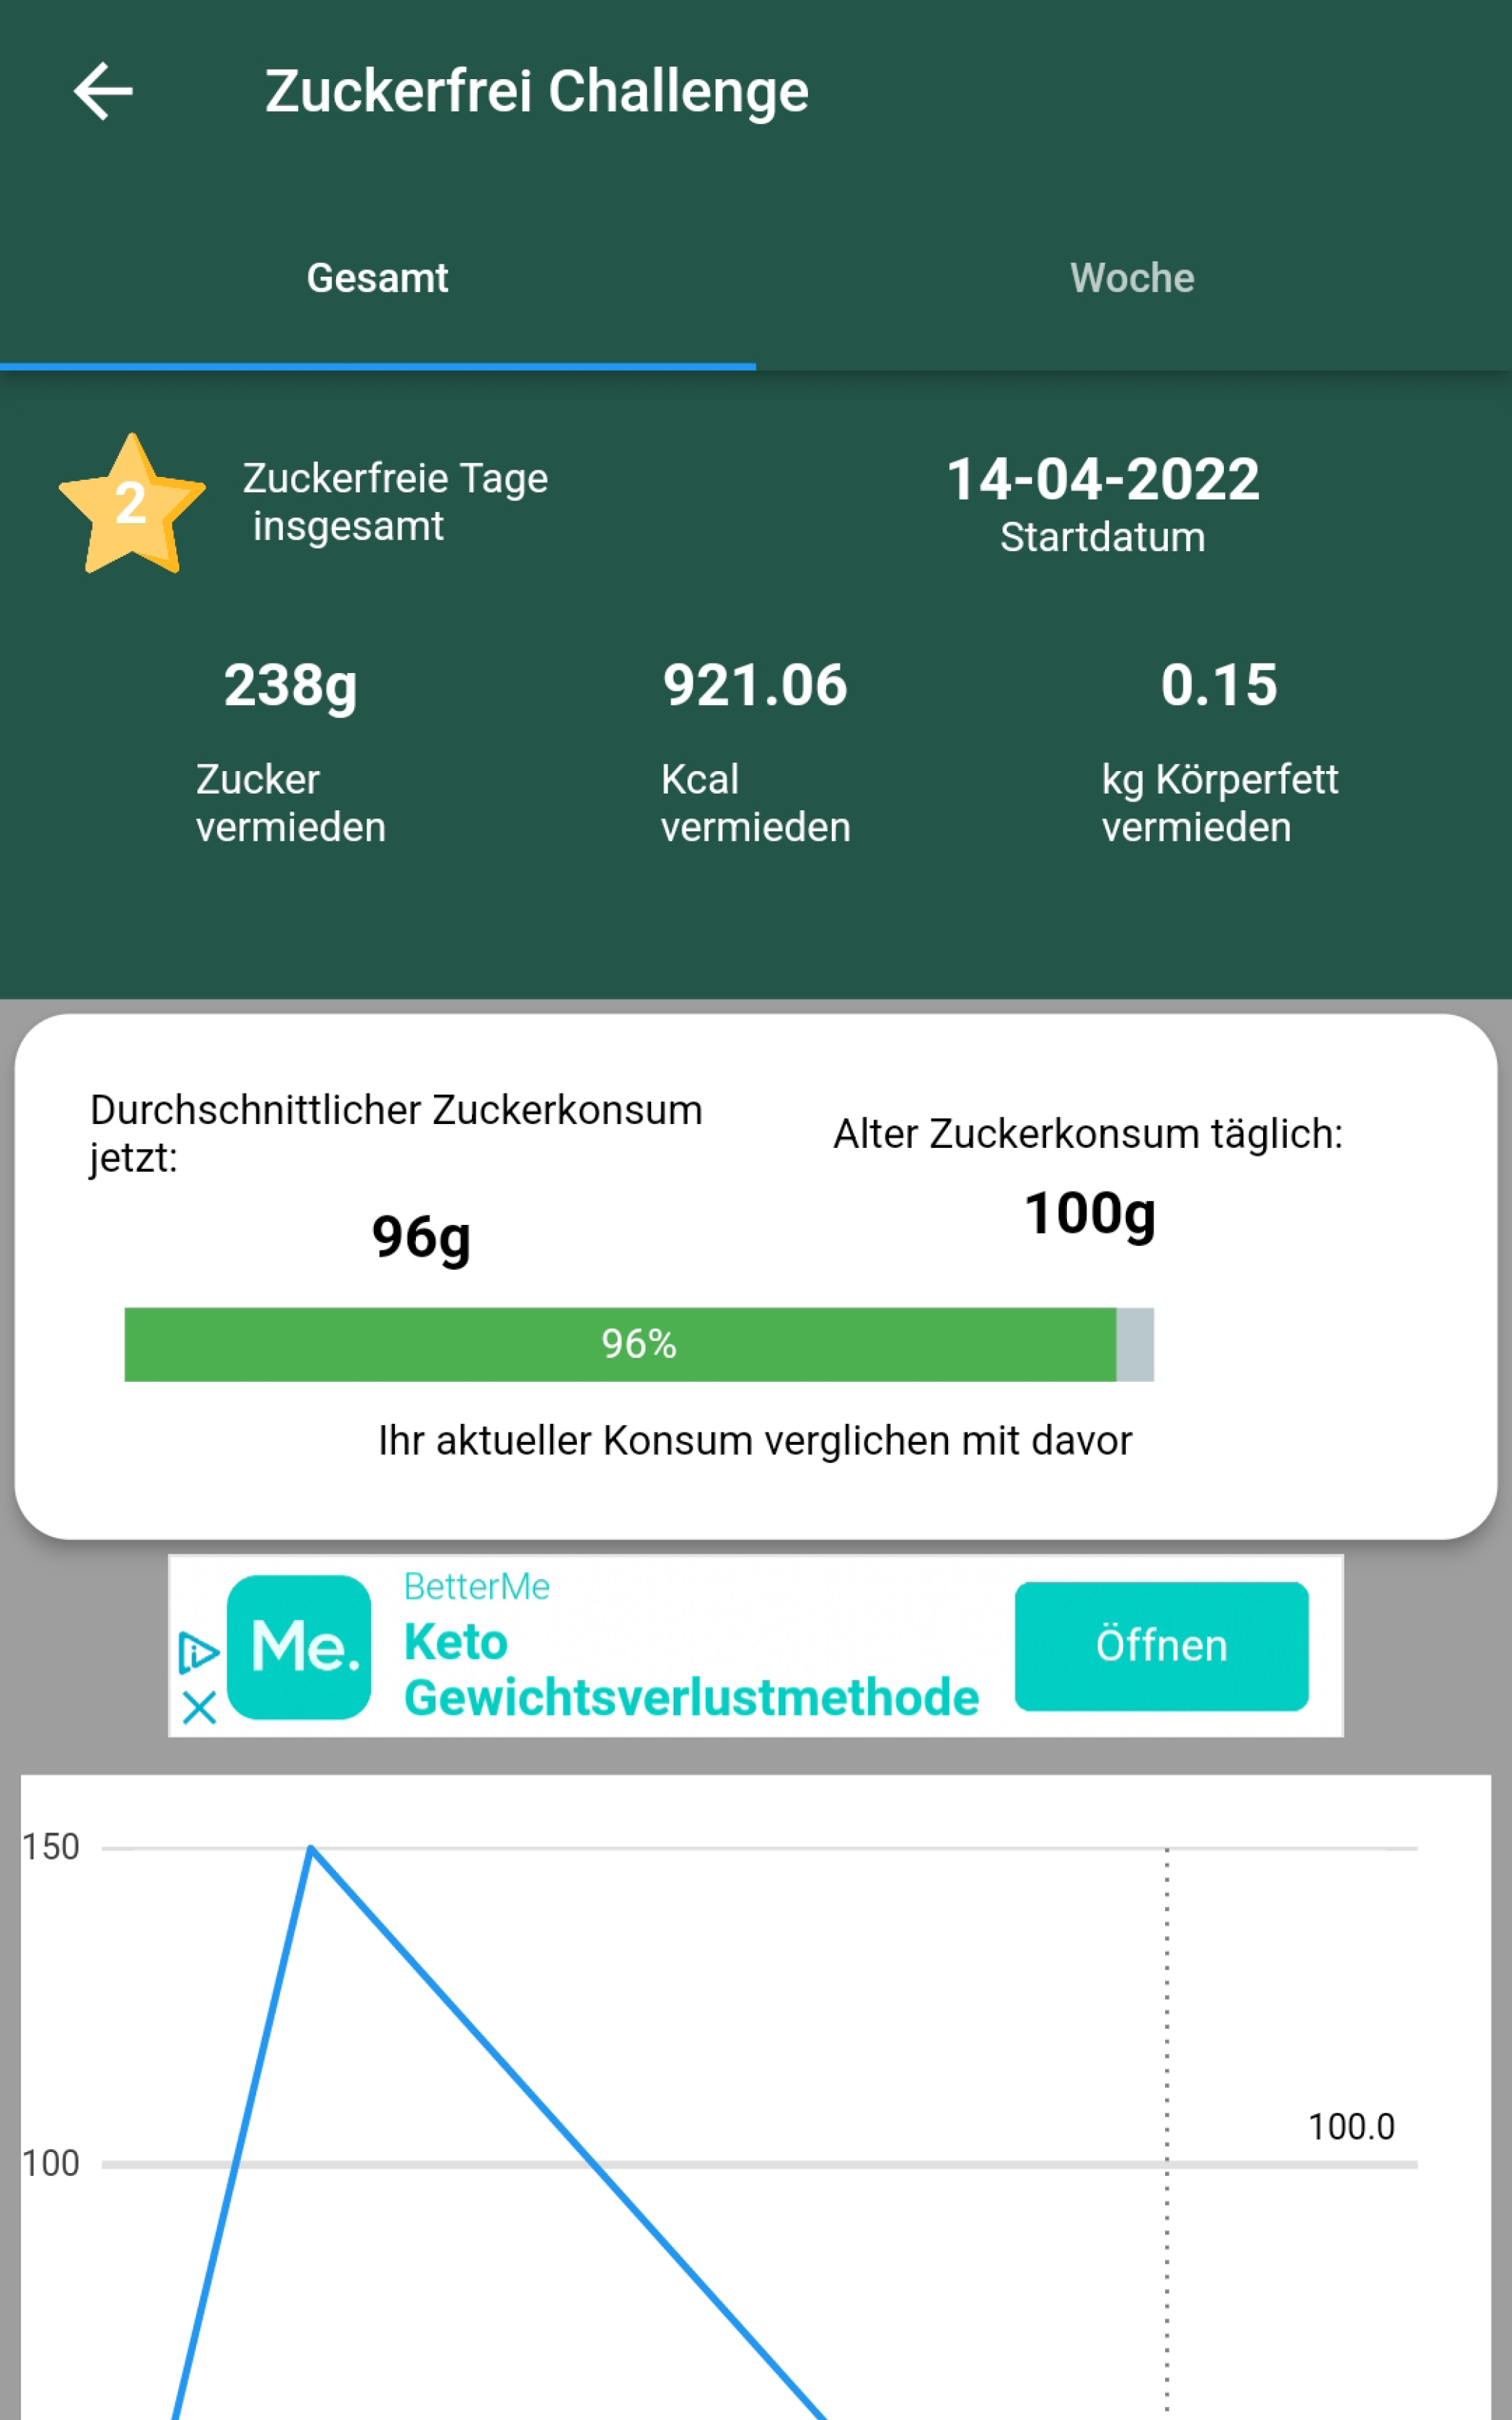 Zuckerfrei Challenge
Gesamt
Woche
2
Zuckerfreie Tage
insgesamt
14-04-2022
Startdatum
238g
Zucker
vermieden
921.06
Kcal
vermieden
0.15
kg Körperfett
vermieden
Durchschnittlicher Zuckerkonsum
jetzt:
96g
Alter Zuckerkonsum täglich:
100g
96%
Ihr aktueller Konsum verglichen mit davor
Me.
BetterMe
Keto
Gewichtsverlustmethode
Öffnen
150
100.0
100